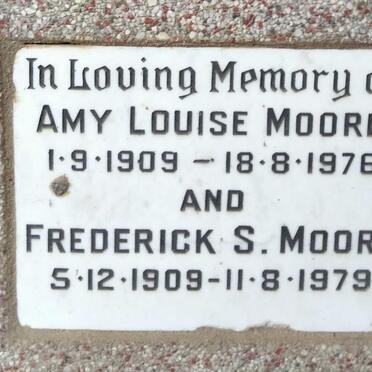 In Loving Memory o
AMY LOUISE MOOR
1·9·1909 – 18·8·1976
AND
FREDERICK S. MOOR
5·12·1909–11·8·1979